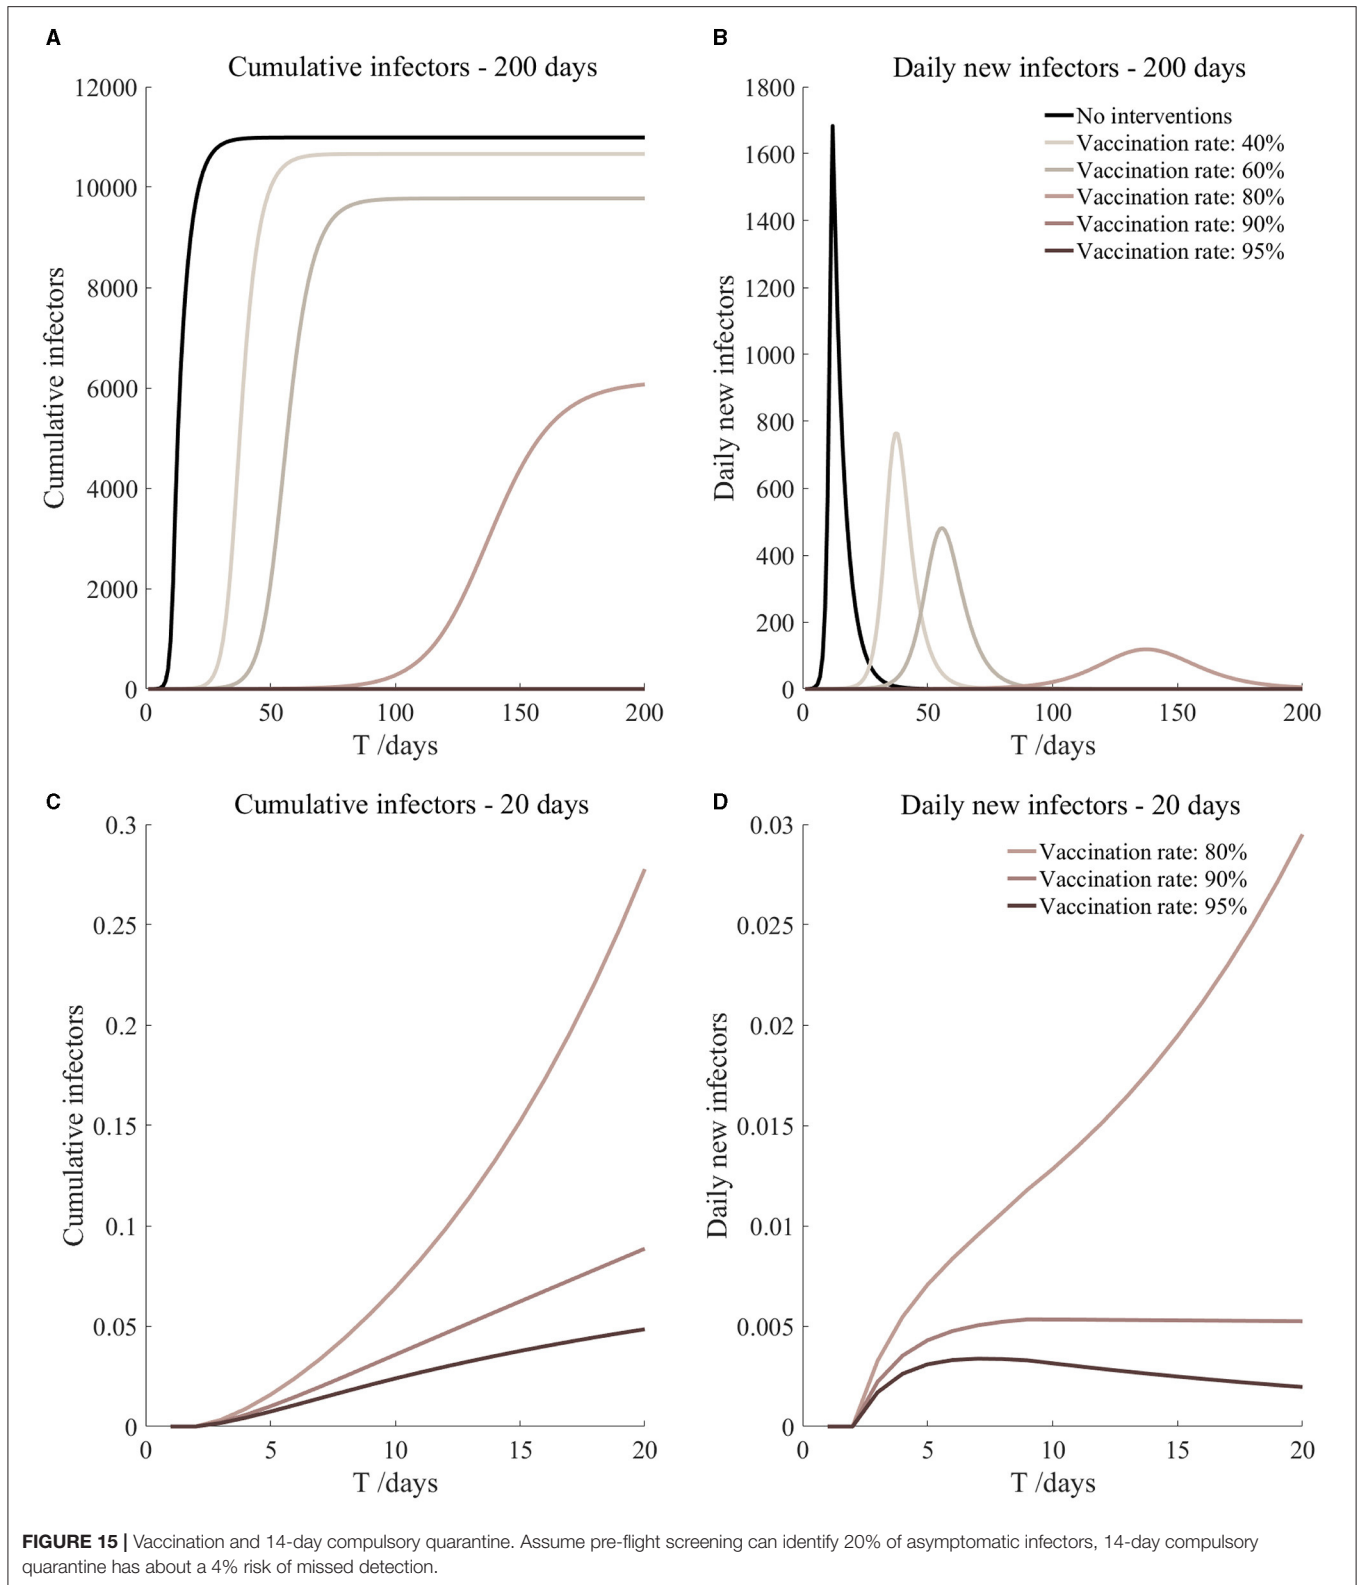 A
Cumulative infectors - 200 days
12000
10000
8000
6000
4000
2000
0
Cumulative infectors
0 50 100 150 200
T /days
B
Daily new infectors - 200 days
1800
1600
1400
1200
1000
800
600
400
200
0
Daily new infectors
No interventions
Vaccination rate: 40%
Vaccination rate: 60%
Vaccination rate: 80%
Vaccination rate: 90%
Vaccination rate: 95%
0 50 100 150 200
T /days
C
Cumulative infectors - 20 days
0.3
0.25
0.2
0.15
0.1
0.05
0
Cumulative infectors
0 5 10 15 20
T /days
D
Daily new infectors - 20 days
0.03
0.025
0.02
0.015
0.01
0.005
0
Daily new infectors
Vaccination rate: 80%
Vaccination rate: 90%
Vaccination rate: 95%
0 5 10 15 20
T /days
FIGURE 15 | Vaccination and 14-day compulsory quarantine. Assume pre-flight screening can identify 20% of asymptomatic infectors, 14-day compulsory
quarantine has about a 4% risk of missed detection.